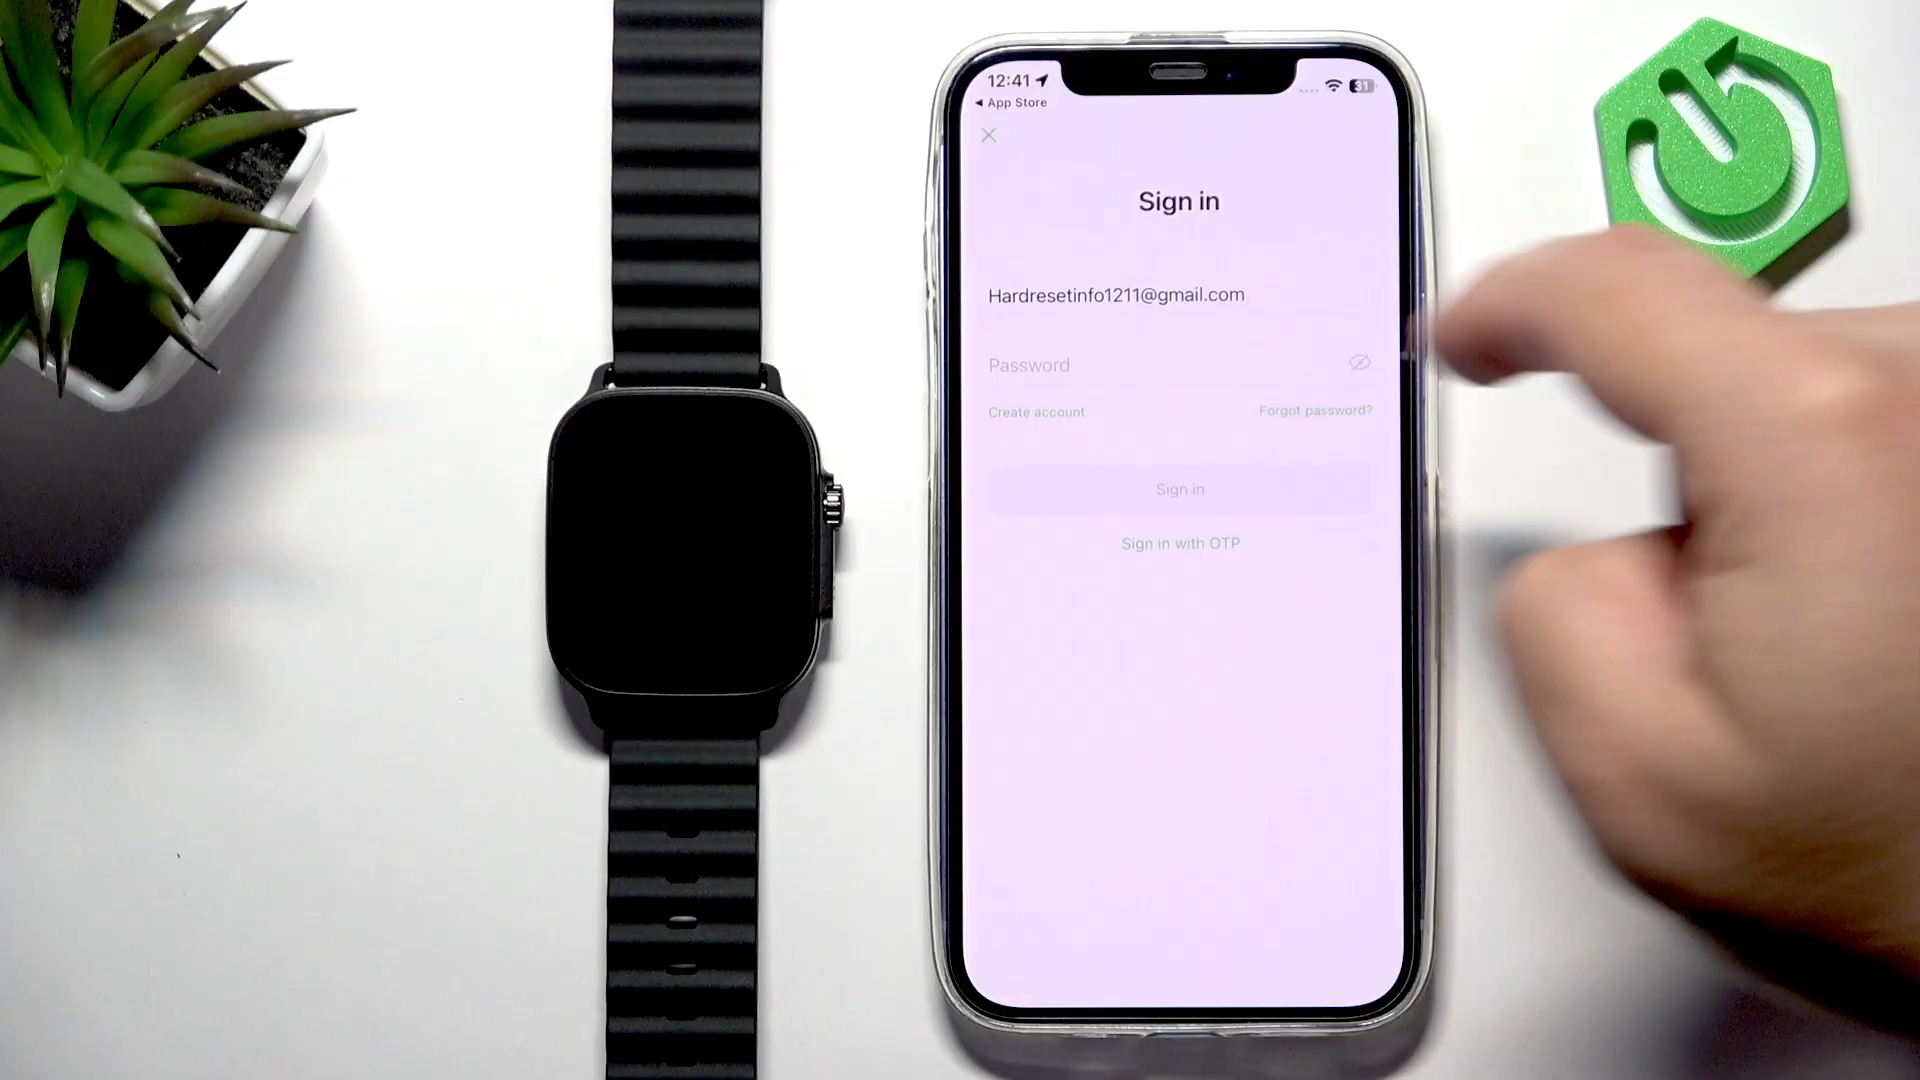 12:41
31
App Store
Sign in
Hardresetinfo1211@gmail.com
Password
Create account
Forgot password?
Sign in
Sign in with OTP